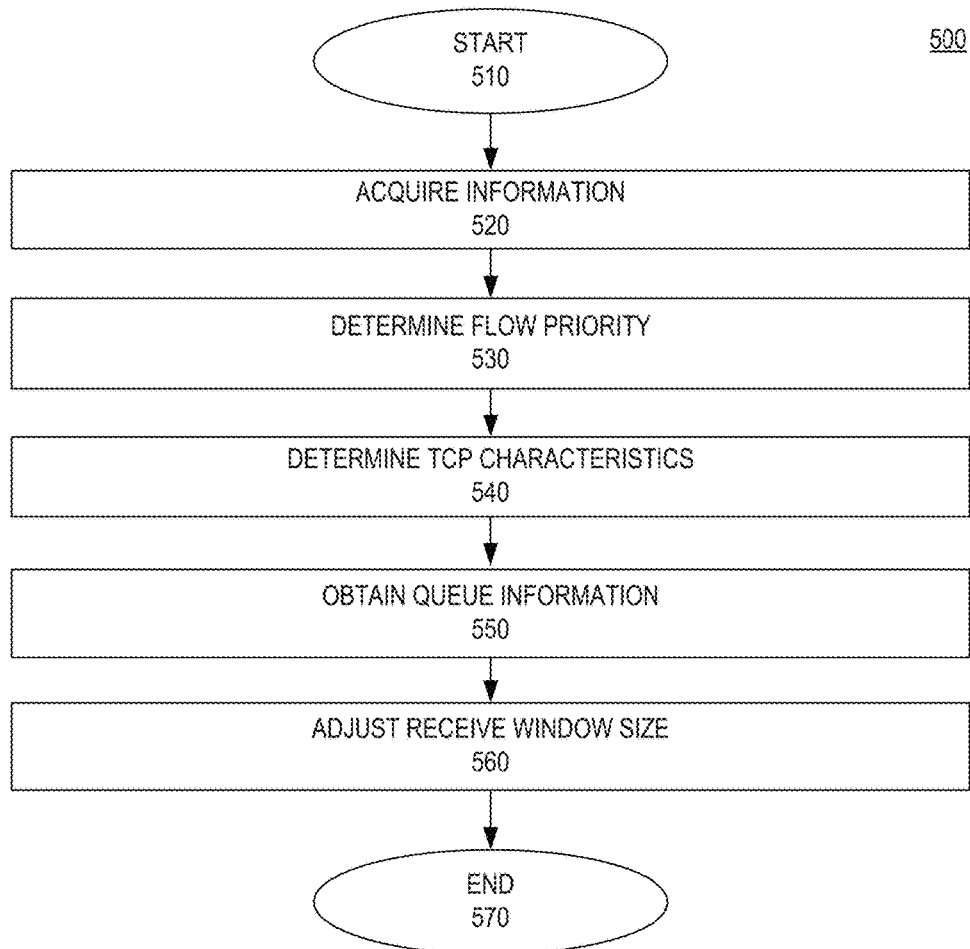 START
500
510
ACQUIRE INFORMATION
520
DETERMINE FLOW PRIORITY
530
DETERMINE TCP CHARACTERISTICS
540
OBTAIN QUEUE INFORMATION
550
ADJUST RECEIVE WINDOW SIZE
560
END
570